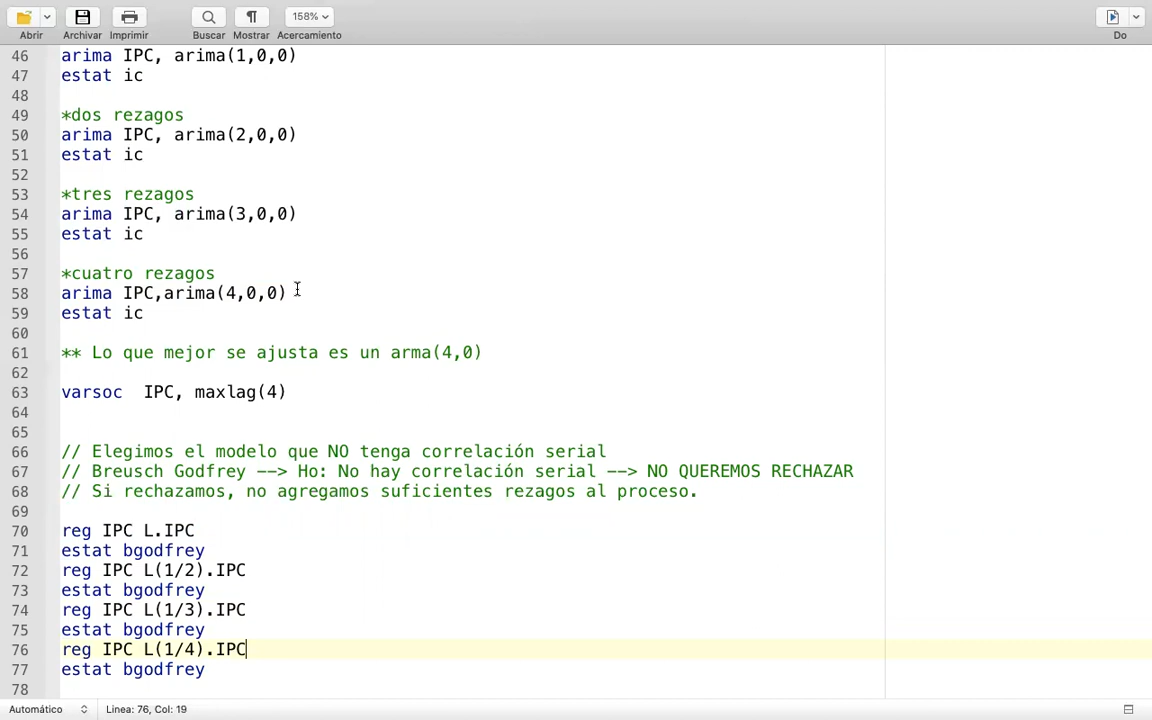 158%
Abrir Archivar Imprimir Buscar Mostrar Acercamiento Do
46 arima IPC, arima(1,0,0)
47 estat ic
48
49 *dos rezagos
50 arima IPC, arima(2,0,0)
51 estat ic
52
53 *tres rezagos
54 arima IPC, arima(3,0,0)
55 estat ic
56
57 *cuatro rezagos
58 arima IPC,arima(4,0,0)
59 estat ic
60
61 ** Lo que mejor se ajusta es un arma(4,0)
62
63 varsoc  IPC, maxlag(4)
64
65
66 // Elegimos el modelo que NO tenga correlación serial
67 // Breusch Godfrey --> Ho: No hay correlación serial --> NO QUEREMOS RECHAZAR
68 // Si rechazamos, no agregamos suficientes rezagos al proceso.
69
70 reg IPC L.IPC
71 estat bgodfrey
72 reg IPC L(1/2).IPC
73 estat bgodfrey
74 reg IPC L(1/3).IPC
75 estat bgodfrey
76 reg IPC L(1/4).IPC
77 estat bgodfrey
78
Automático Linea: 76, Col: 19